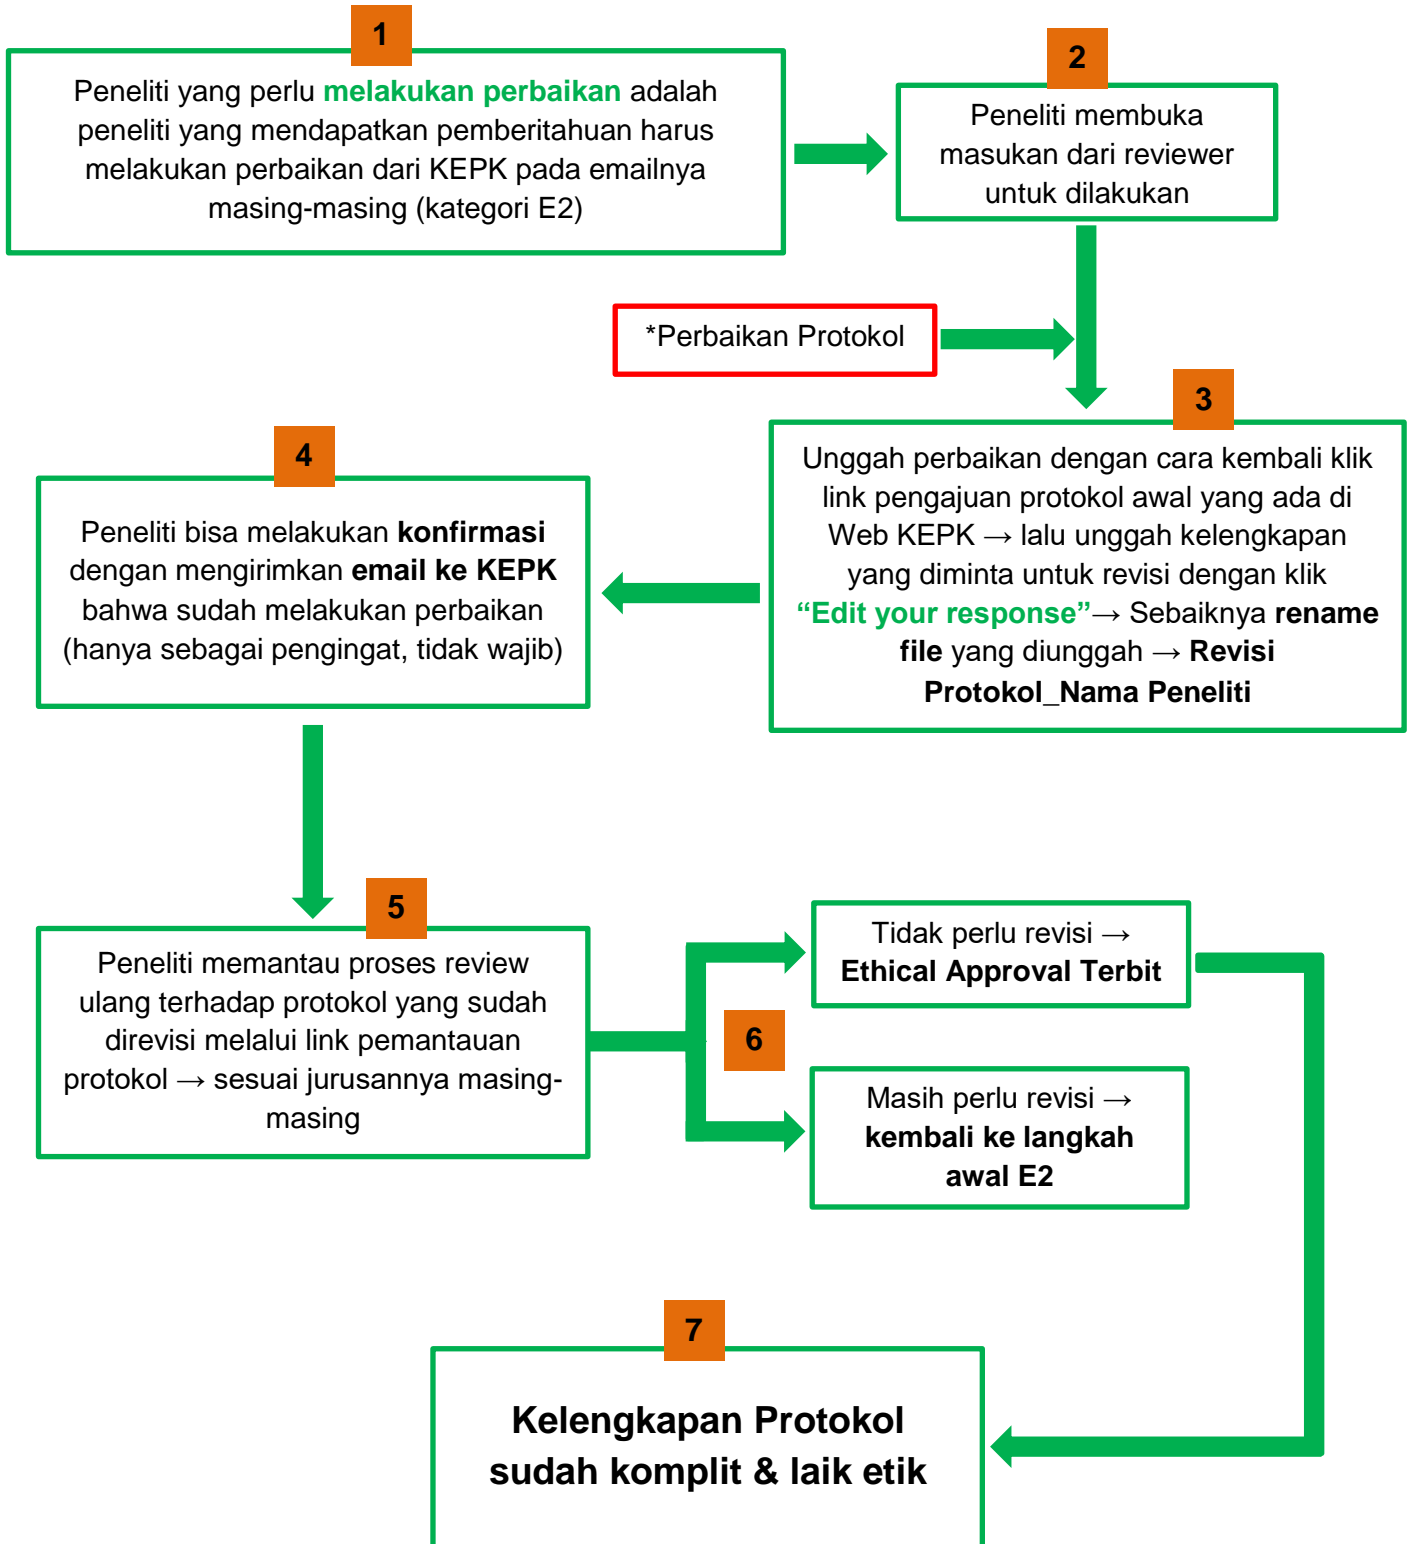 1
Peneliti yang perlu melakukan perbaikan adalah
peneliti yang mendapatkan pemberitahuan harus
melakukan perbaikan dari KEPK pada emailnya
masing-masing (kategori E2)
2
Peneliti membuka
masukan dari reviewer
untuk dilakukan
*Perbaikan Protokol
3
Unggah perbaikan dengan cara kembali klik
link pengajuan protokol awal yang ada di
Web KEPK → lalu unggah kelengkapan
yang diminta untuk revisi dengan klik
“Edit your response”→ Sebaiknya rename
file yang diunggah → Revisi
Protokol_Nama Peneliti
4
Peneliti bisa melakukan konfirmasi
dengan mengirimkan email ke KEPK
bahwa sudah melakukan perbaikan
(hanya sebagai pengingat, tidak wajib)
5
Peneliti memantau proses review
ulang terhadap protokol yang sudah
direvisi melalui link pemantauan
protokol → sesuai jurusannya masing-
masing
6
Tidak perlu revisi →
Ethical Approval Terbit
Masih perlu revisi →
kembali ke langkah
awal E2
7
Kelengkapan Protokol
sudah komplit & laik etik